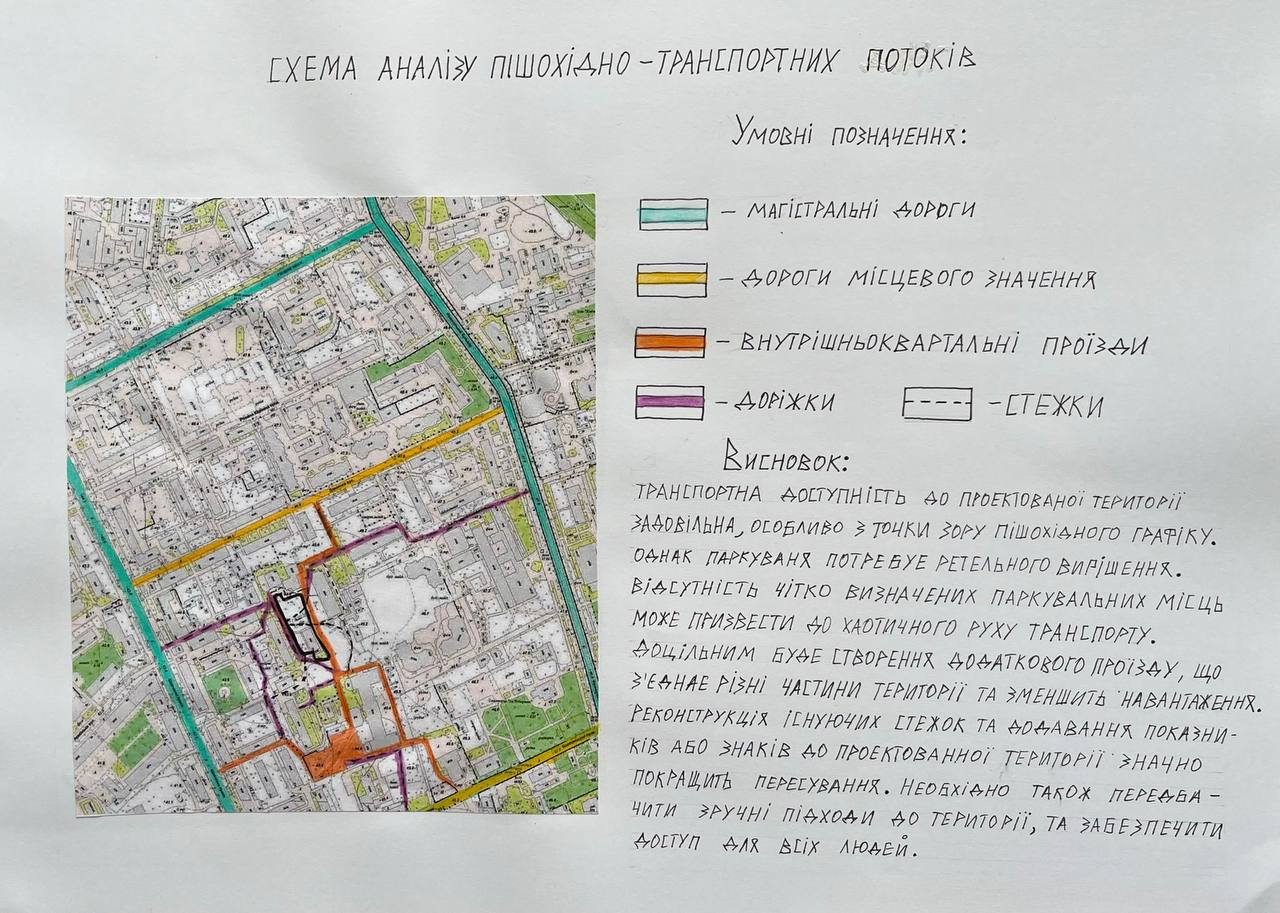 СХЕМА АНАЛІЗУ ПІШОХІДНО-ТРАНСПОРТНИХ ПОТОКІВ
УМОВНІ ПОЗНАЧЕННЯ:
- МАГІСТРАЛЬНІ ДОРОГИ
- ДОРОГИ МІСЦЕВОГО ЗНАЧЕННЯ
- ВНУТРІШНЬОКВАРТАЛЬНІ ПРОЇЗДИ
- ДОРІЖКИ - СТЕЖКИ
ВИСНОВОК:
ТРАНСПОРТНА ДОСТУПНІСТЬ ДО ПРОЕКТОВАНОЇ ТЕРИТОРІЇ
ЗАДОВІЛЬНА, ОСОБЛИВО З ТОЧКИ ЗОРУ ПІШОХІДНОГО ГРАФІКУ.
ОДНАК ПАРКУВАНЯ ПОТРЕБУЕ РЕТЕЛЬНОГО ВИРІШЕННЯ.
ВІДСУТНІСТЬ ЧІТКО ВИЗНАЧЕНИХ ПАРКУВАЛЬНИХ МІСЦЬ
МОЖЕ ПРИЗВЕСТИ ДО ХАОТИЧНОГО РУХУ ТРАНСПОРТУ.
ДОЦІЛЬНИМ БУДЕ СТВОРЕННЯ ДОДАТКОВОГО ПРОЇЗДУ, ЩО
З'ЄДНАЕ РІЗНІ ЧАСТИНИ ТЕРИТОРІЇ ТА ЗМЕНШИТЬ НАВАНТАЖЕННЯ.
РЕКОНСТРУКЦІЯ ІСНУЮЧИХ СТЕЖОК ТА ДОДАВАННЯ ПОКАЗНИ-
КІВ АБО ЗНАКІВ ДО ПРОЕКТОВАННОЇ ТЕРИТОРІЇ ЗНАЧНО
ПОКРАЩИТЬ ПЕРЕСУВАННЯ. НЕОБХІДНО ТАКОЖ ПЕРЕДБА-
ЧИТИ ЗРУЧНІ ПІДХОДИ ДО ТЕРИТОРІЇ, ТА ЗАБЕЗПЕЧИТИ
ДОСТУП ДЛЯ ВСІХ ЛЮДЕЙ.